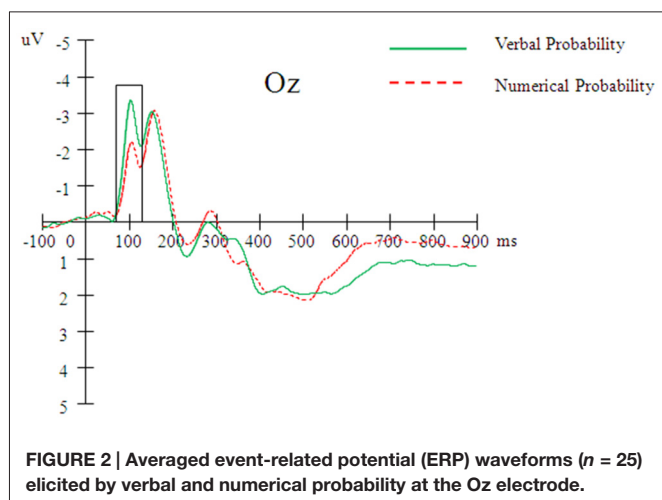 uV
-5
-4
-3
-2
-1
1
2
3
4
5
Oz
Verbal Probability
Numerical Probability
-100 0 100 200 300 400 500 600 700 800 900 ms
FIGURE 2 | Averaged event-related potential (ERP) waveforms (n = 25)
elicited by verbal and numerical probability at the Oz electrode.